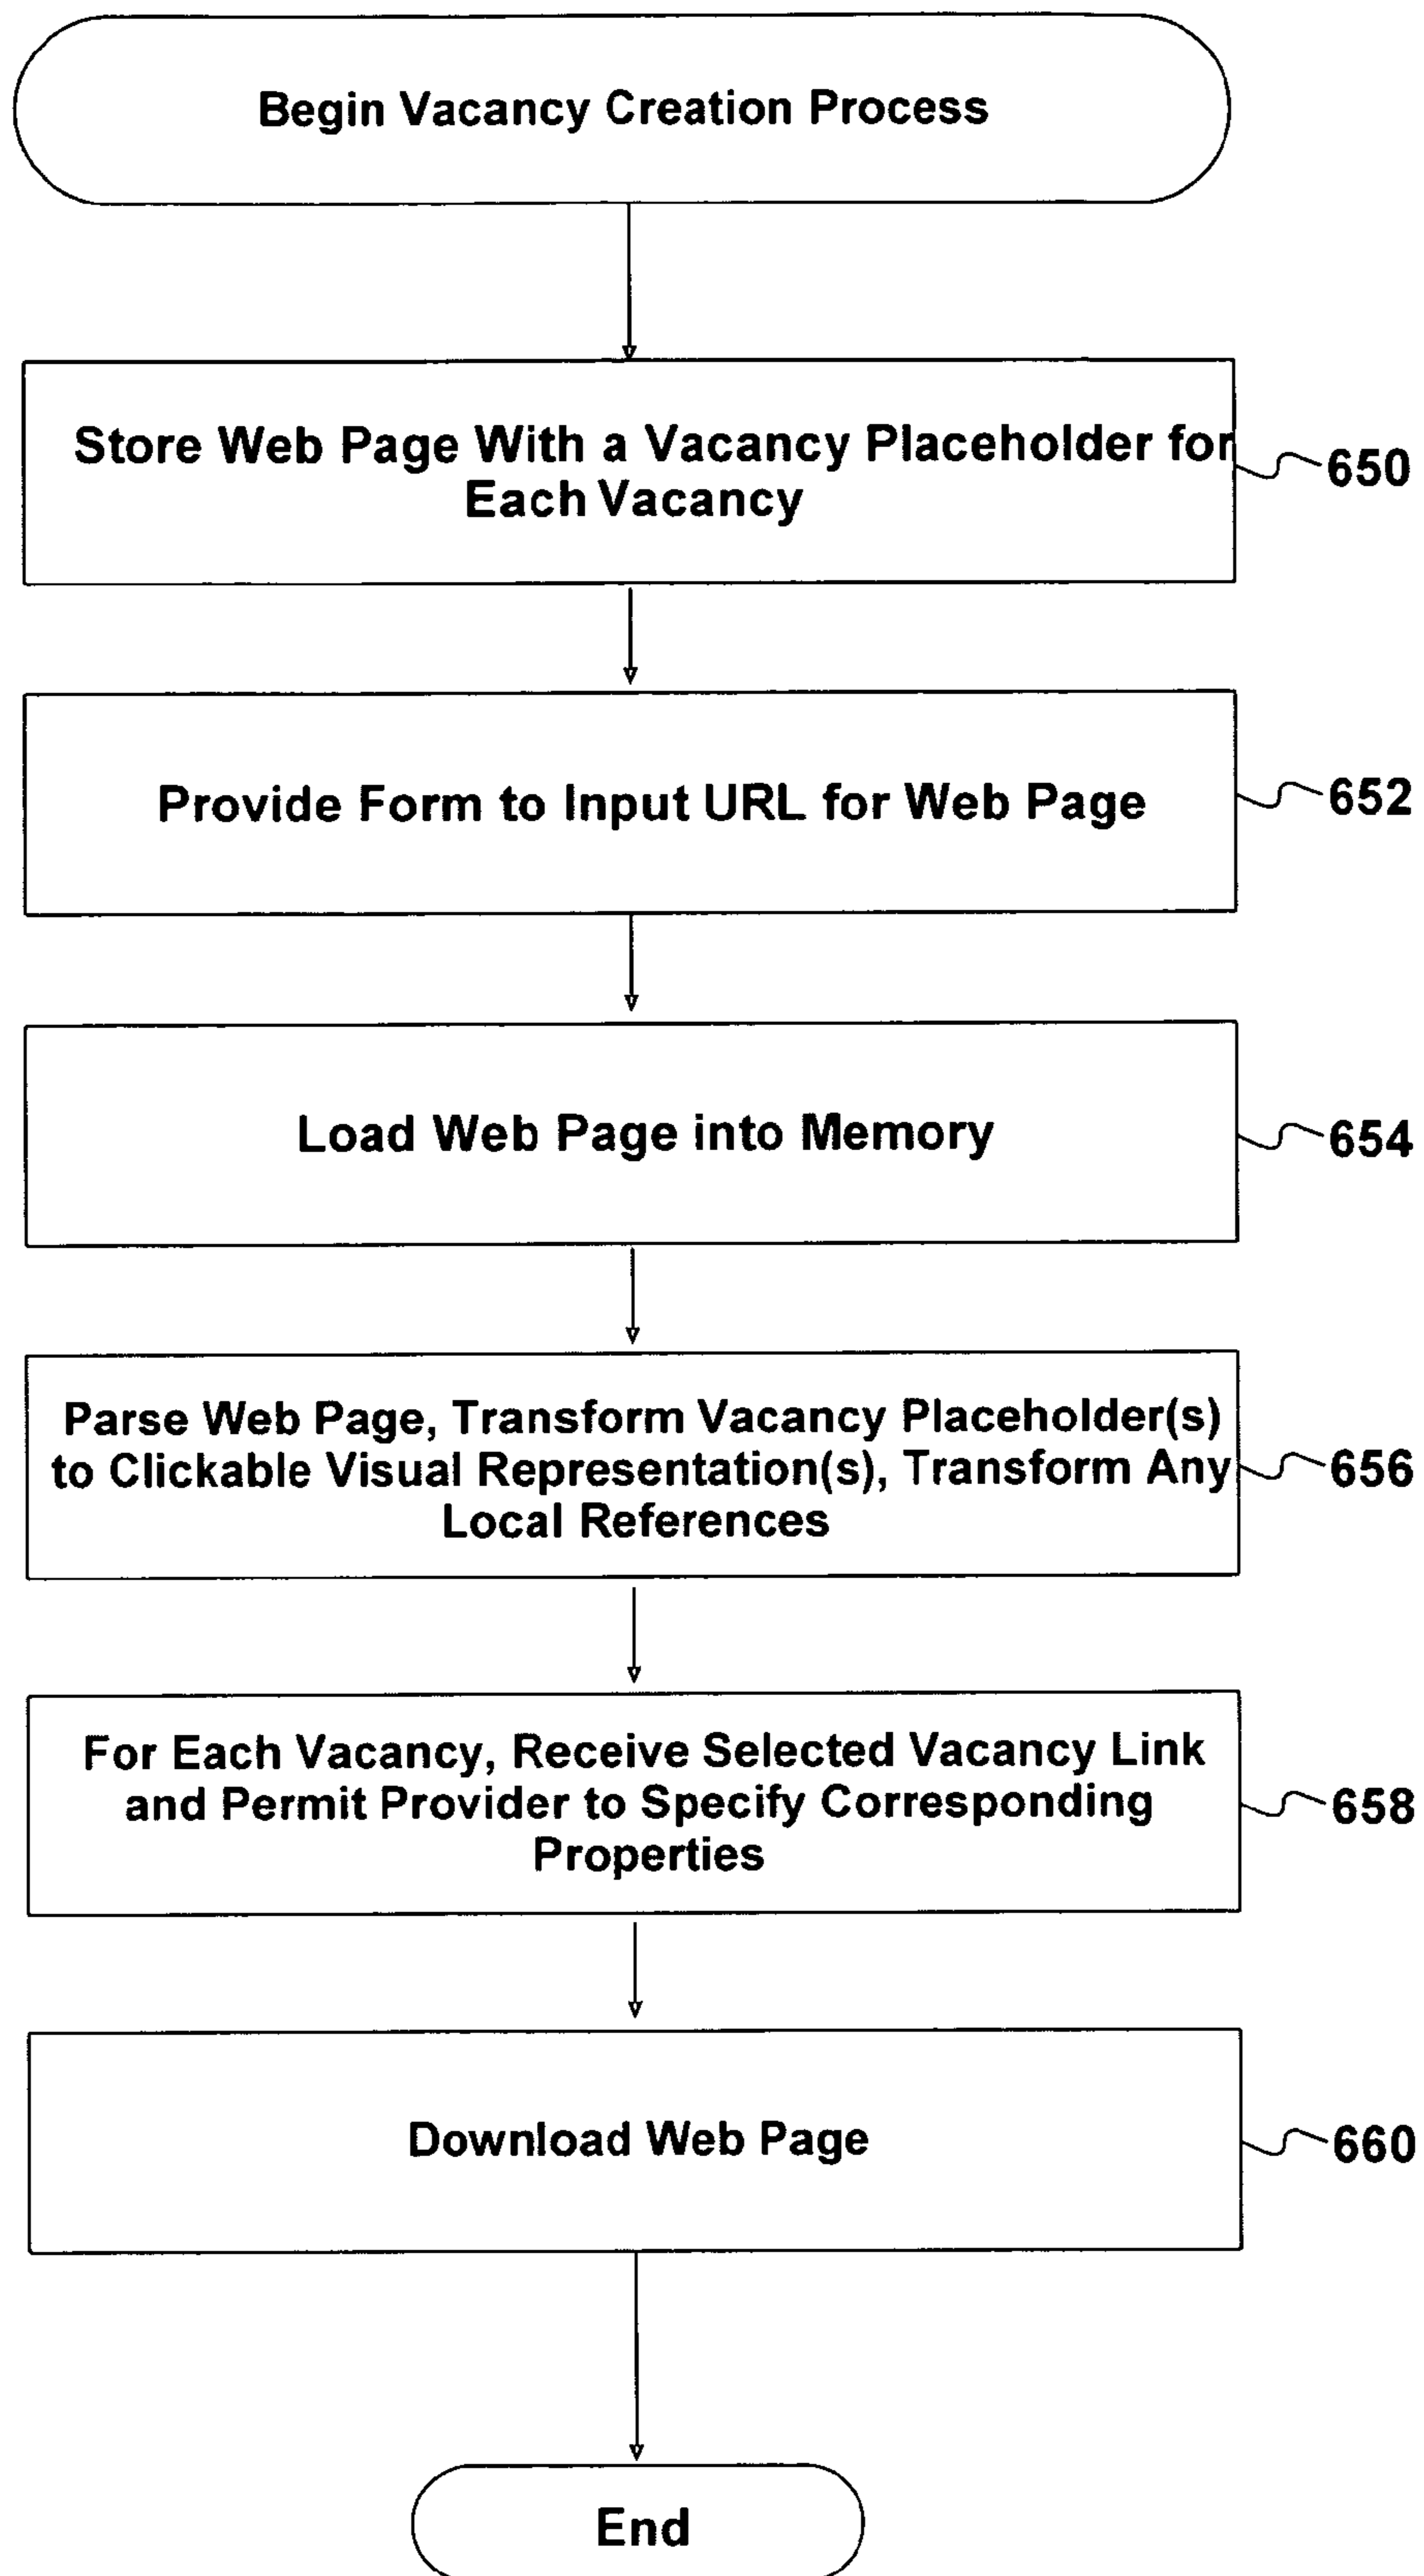 Begin Vacancy Creation Process
Store Web Page With a Vacancy Placeholder for
Each Vacancy
650
Provide Form to Input URL for Web Page
652
Load Web Page into Memory
654
Parse Web Page, Transform Vacancy Placeholder(s)
to Clickable Visual Representation(s), Transform Any
Local References
656
For Each Vacancy, Receive Selected Vacancy Link
and Permit Provider to Specify Corresponding
Properties
658
Download Web Page
660
End